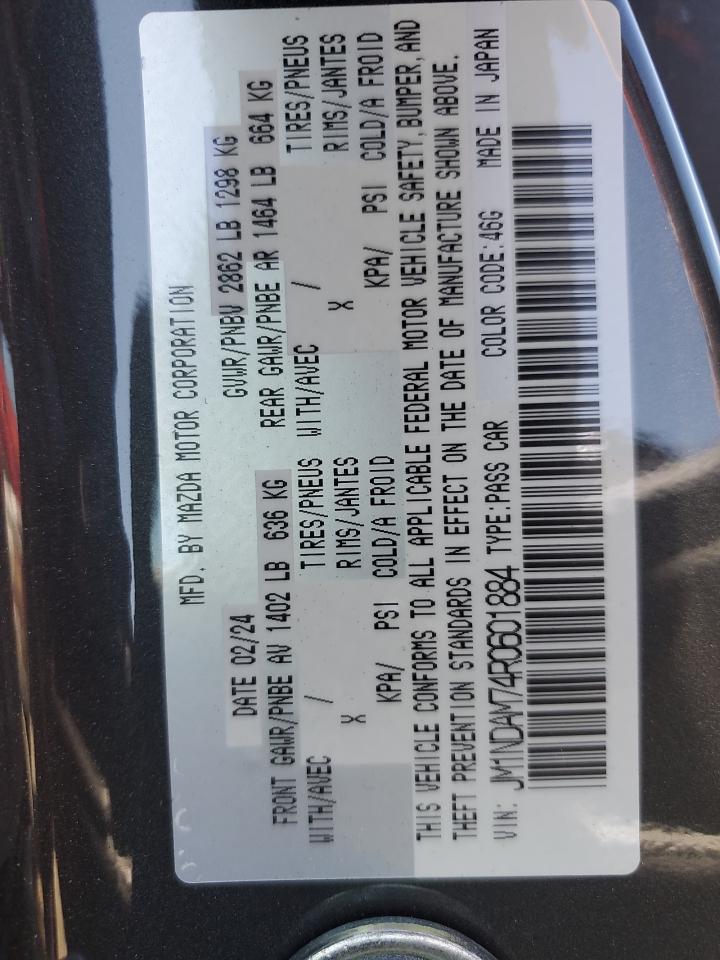 MFD. BY MAZDA MOTOR CORPORATION
DATE 02/24 GVWR/PNBV 2862 LB 1298 KG
FRONT GAWR/PNBE AV 1402 LB 636 KG REAR GAWR/PNBE AR 1464 LB 664 KG
WITH/AVEC / TIRES/PNEUS WITH/AVEC / TIRES/PNEUS
X RIMS/JANTES X RIMS/JANTES
KPA/ PSI COLD/A FROID KPA/ PSI COLD/A FROID
THIS VEHICLE CONFORMS TO ALL APPLICABLE FEDERAL MOTOR VEHICLE SAFETY, BUMPER, AND
THEFT PREVENTION STANDARDS IN EFFECT ON THE DATE OF MANUFACTURE SHOWN ABOVE.
VIN: JM1NDAM74R0601884 TYPE:PASS CAR COLOR CODE:46G MADE IN JAPAN